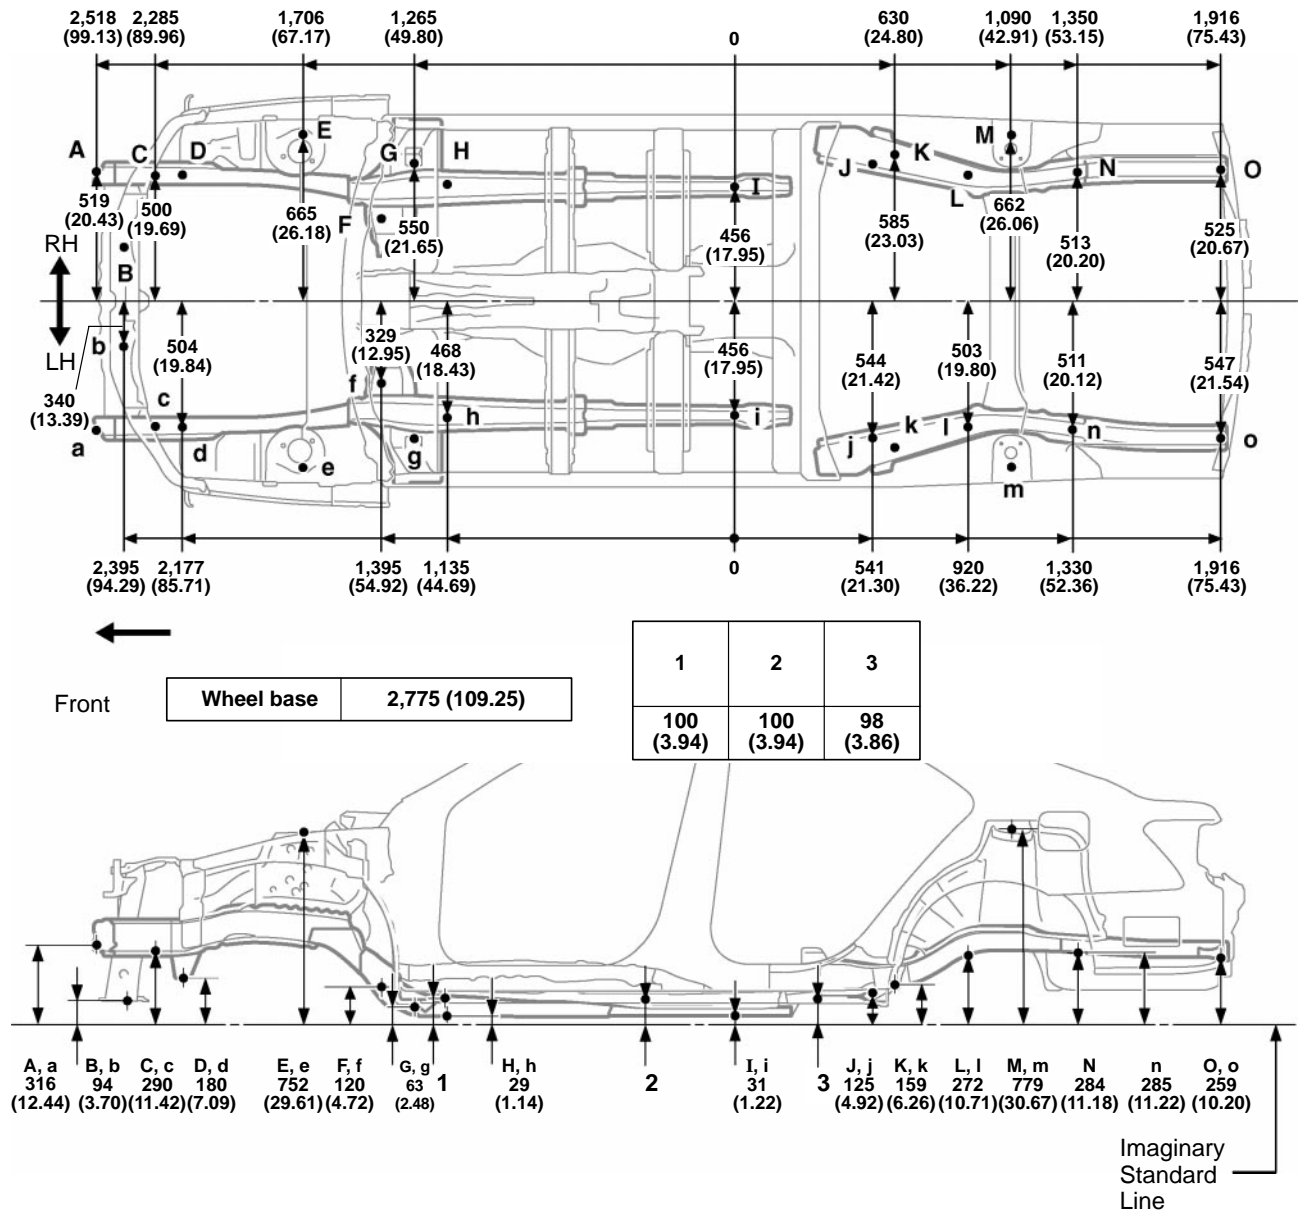 2,518 2,285 1,706 1,265 0 630 1,090 1,350 1,916
(99.13) (89.96) (67.17) (49.80) (24.80) (42.91) (53.15) (75.43)
A C D E G H I J K L M N O
519 (20.43)
500 (19.69)
665 (26.18)
F
550 (21.65)
456 (17.95)
585 (23.03)
662 (26.06)
513 (20.20)
525 (20.67)
RH
B
LH
b
340 (13.39)
504 (19.84)
329 (12.95)
468 (18.43)
456 (17.95)
544 (21.42)
503 (19.80)
511 (20.12)
547 (21.54)
a c d e f g h i j k l m n o
2,395 2,177 1,395 1,135 0 541 920 1,330 1,916
(94.29) (85.71) (54.92) (44.69) (21.30) (36.22) (52.36) (75.43)
Front
Wheel base 2,775 (109.25)
1 2 3
100 100 98
(3.94) (3.94) (3.86)
A, a B, b C, c D, d E, e F, f G, g 1 H, h 2 I, i 3 J, j K, k L, l M, m N n O, o
316 94 290 180 752 120 63 29 31 125 159 272 779 284 285 259
(12.44) (3.70) (11.42) (7.09) (29.61) (4.72) (2.48) (1.14) (1.22) (4.92) (6.26) (10.71) (30.67) (11.18) (11.22) (10.20)
Imaginary
Standard
Line